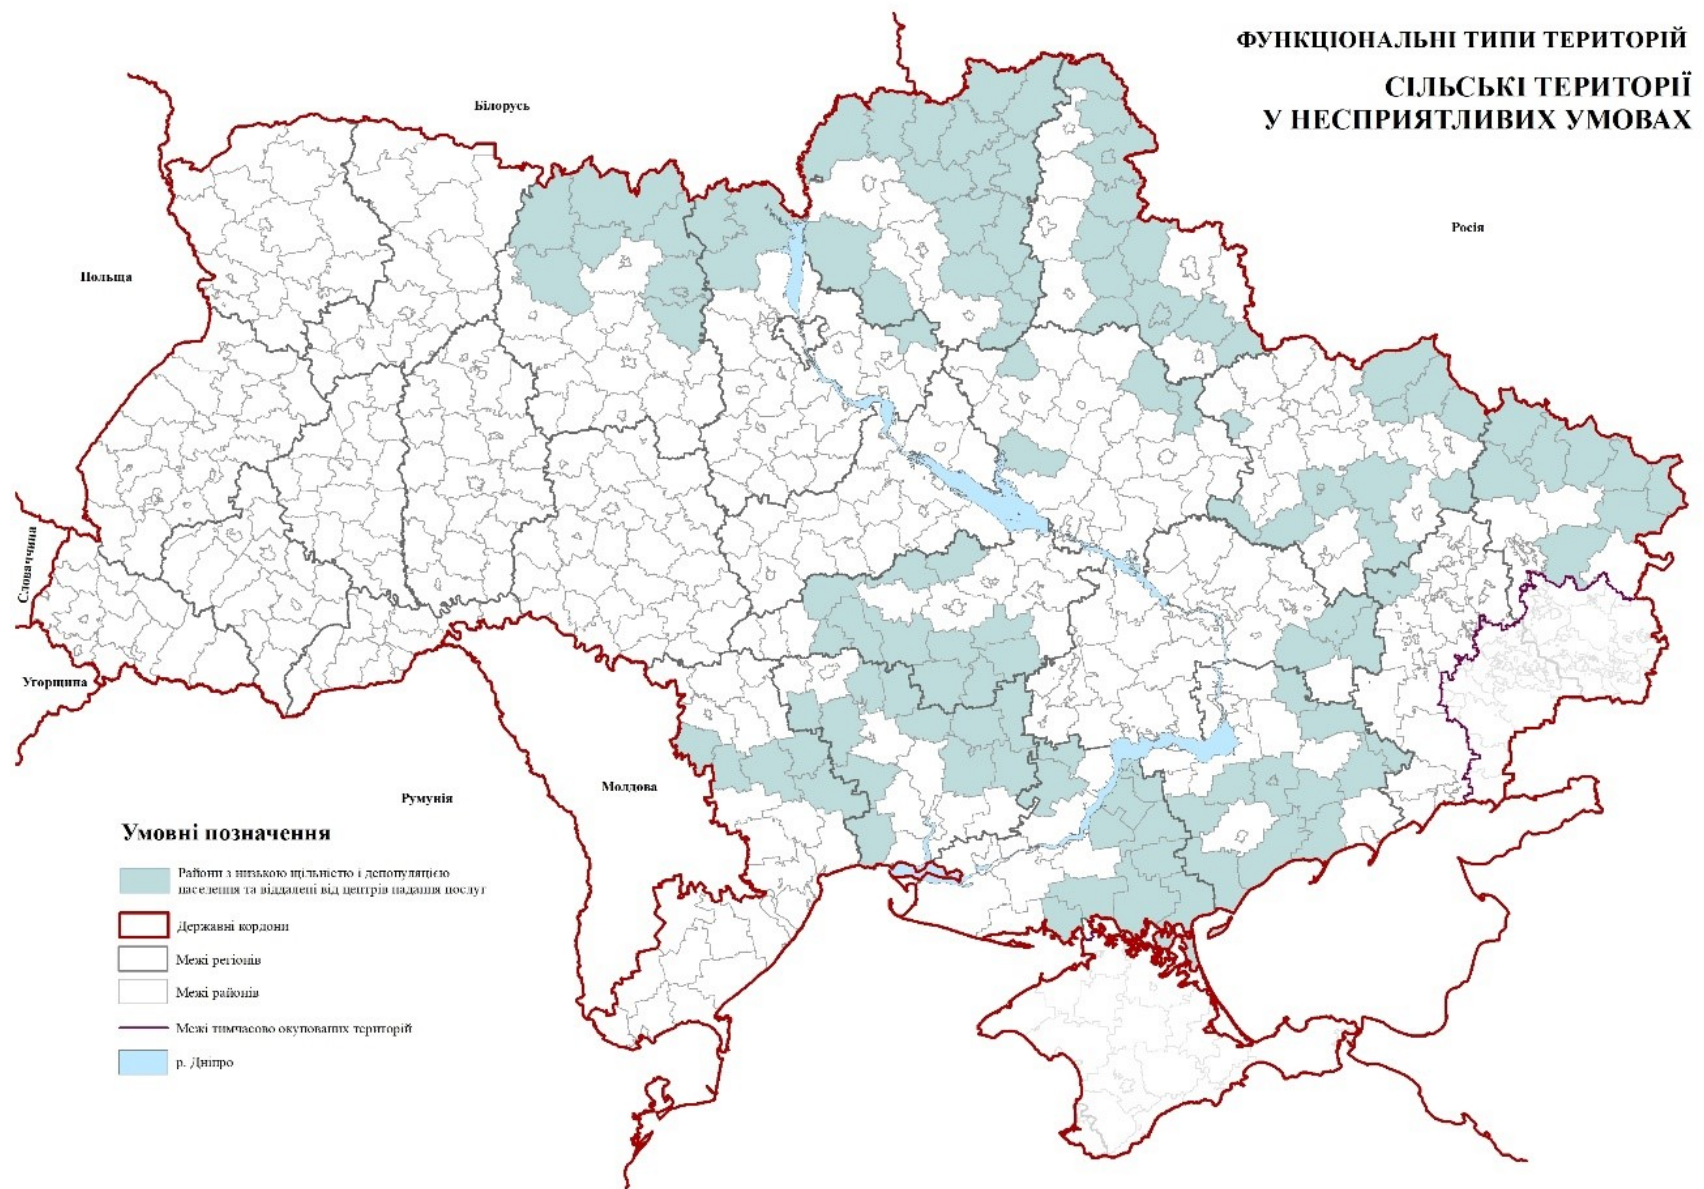 ФУНКЦІОНАЛЬНІ ТИПИ ТЕРИТОРІЙ
СІЛЬСЬКІ ТЕРИТОРІЇ
У НЕСПРИЯТЛИВИХ УМОВАХ
Білорусь
Росія
Польща
Словаччина
Угорщина
Румунія
Молдова
Умовні позначення
Райони з низькою щільністю і депопуляцією
населення та віддалені від центрів надання послуг
Державні кордони
Межі регіонів
Межі районів
Межі тимчасово окупованих територій
р. Дніпро